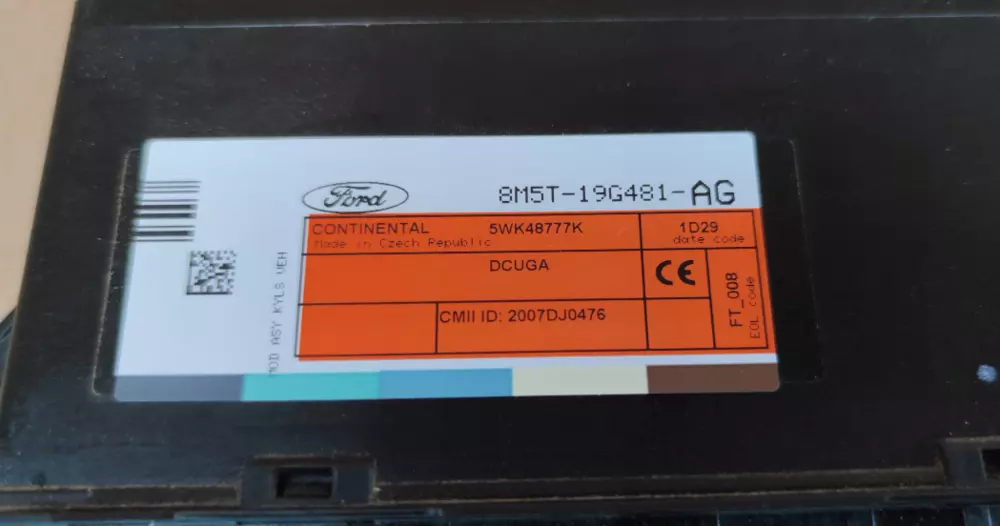 Ford
8M5T-19G481-AG
CONTINENTAL 5WK48777K
Made in Czech Republic
1D29
date code
DCUGA
CE
CMII ID: 2007DJ0476
FT_008
EOL code
MOD ASY KYLS VEH